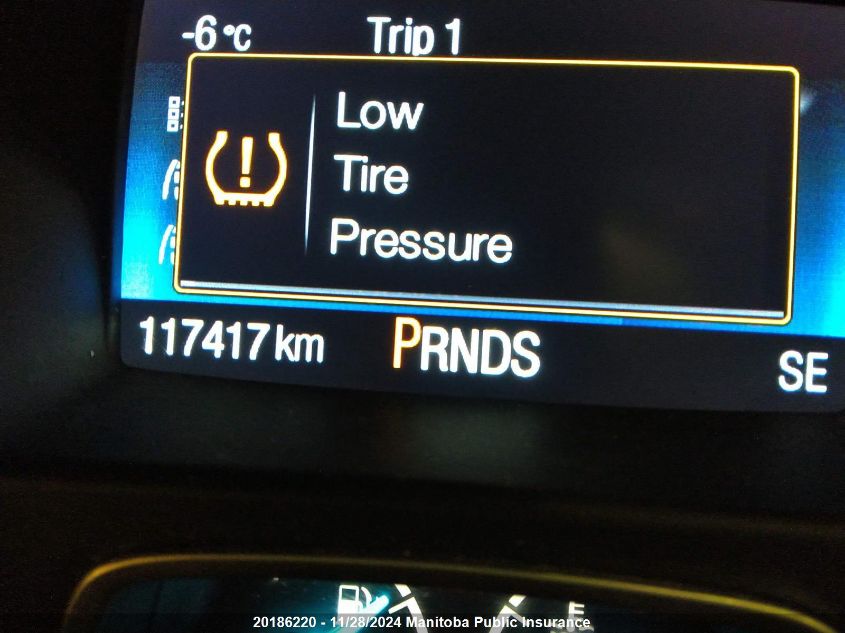 -6°C Trip 1
Low
Tire
Pressure
117417 km PRNDS SE
E
20186220 - 11/28/2024 Manitoba Public Insurance